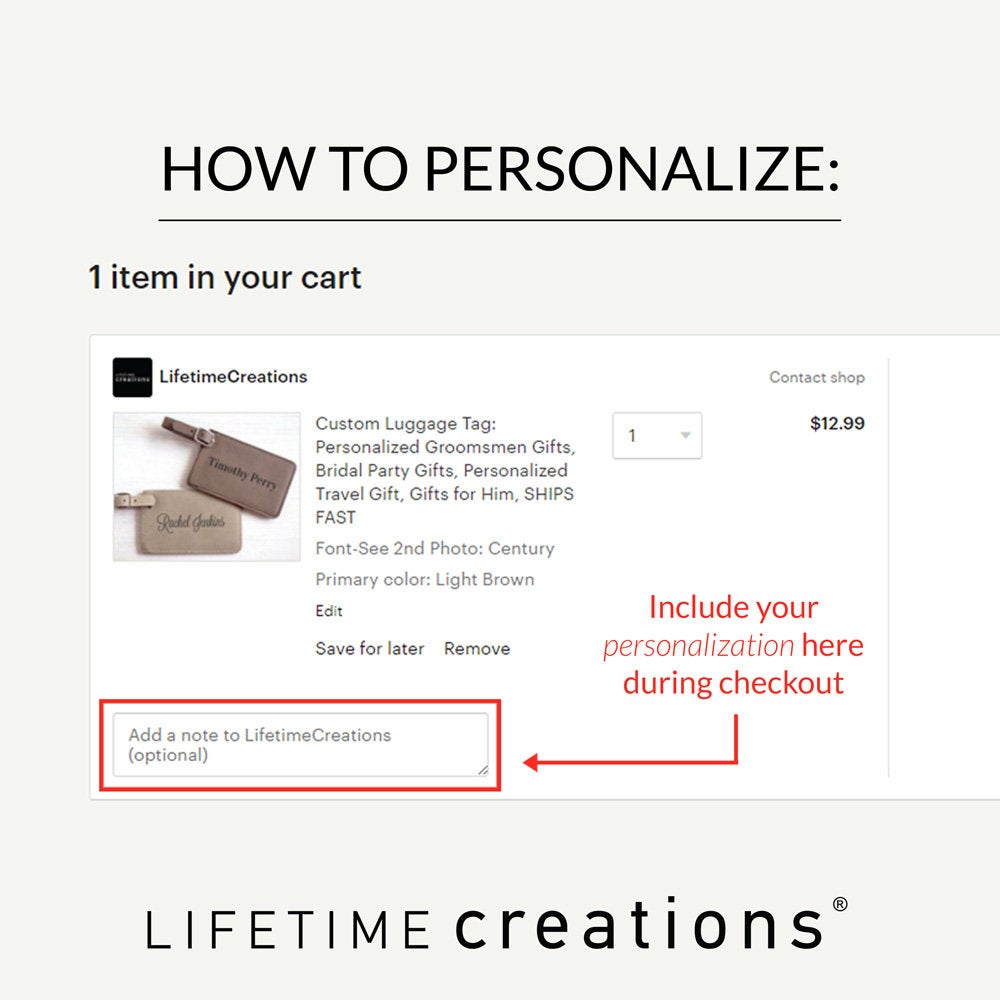 HOW TO PERSONALIZE:
1 item in your cart
LIFETIME
creations
LifetimeCreations
Contact shop
Timothy Perry
Rachel Jenkins
Custom Luggage Tag:
Personalized Groomsmen Gifts,
Bridal Party Gifts, Personalized
Travel Gift, Gifts for Him, SHIPS
FAST
1
$12.99
Font-See 2nd Photo: Century
Primary color: Light Brown
Edit
Save for later Remove
Include your
personalization here
during checkout
Add a note to LifetimeCreations
(optional)
LIFETIME creations®